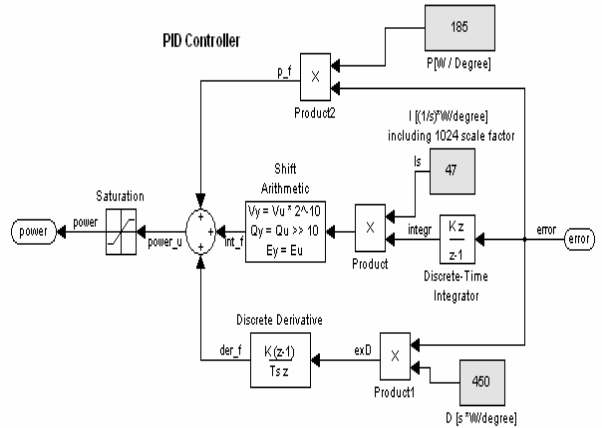 PID Controller
185
P[W / Degree]
p_f
X
Product2
I [(1/s)*W/degree]
including 1024 scale factor
Is
47
Shift
Arithmetic
Saturation
Vy = Vu * 2^-10
Qy = Qu >> 10
Ey = Eu
X
Product
integr
K z
z-1
Discrete-Time
Integrator
error
error
power
power
power_u
+
+
+
int_f
Discrete Derivative
der_f
K (z-1)
Ts z
exD
X
Product1
450
D [s *W/degree]